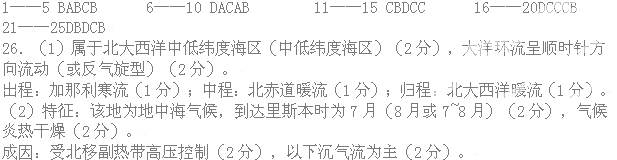 1——5 BABCB 6——10 DACAB 11——15 CBDCC 16——20DCCCB
21——25DBDCB
26．（1）属于北大西洋中低纬度海区（中低纬度海区）（2分），大洋环流呈顺时针方
向流动（或反气旋型）（2分）。
出程：加那利寒流（1分）；中程：北赤道暖流（1分）；归程：北大西洋暖流（1分）。
（2）特征：该地为地中海气候，到达里斯本时为7月（8月或7~8月）（2分），气候
炎热干燥（2分）。
成因：受北移副热带高压控制（2分），以下沉气流为主（2分）。